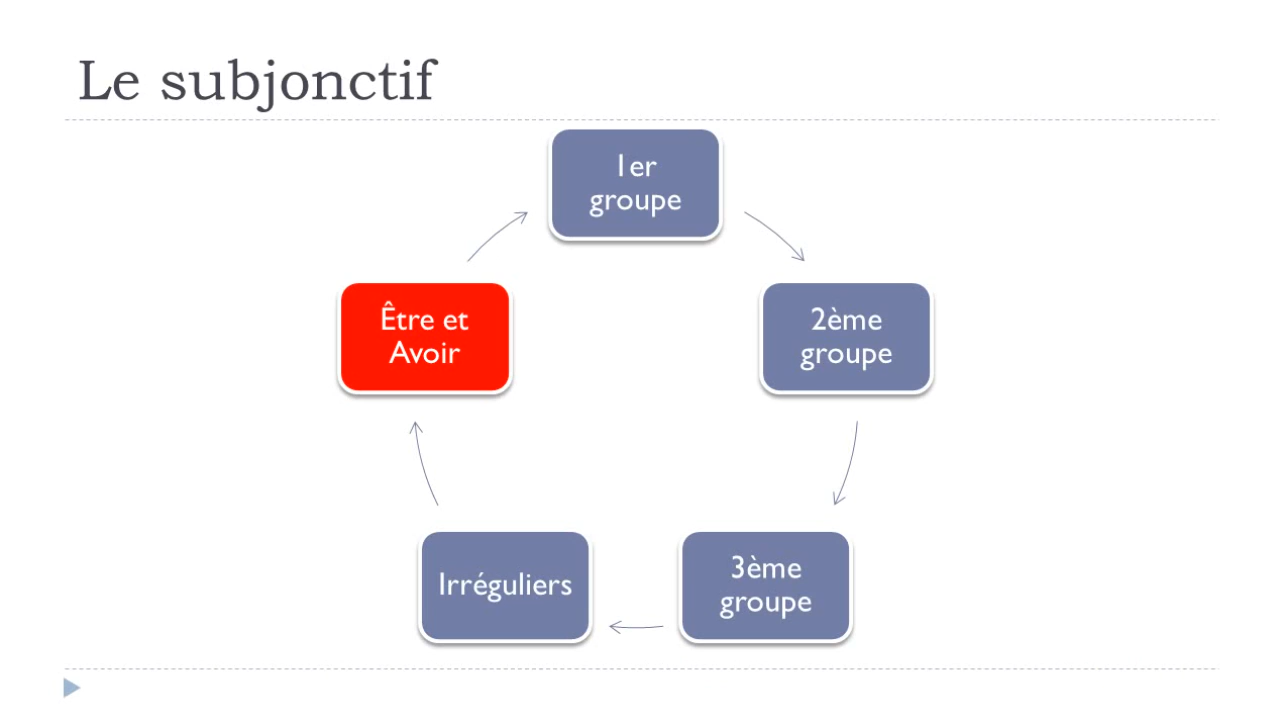 Le subjonctif
1er
groupe
Être et
Avoir
2ème
groupe
Irréguliers
3ème
groupe